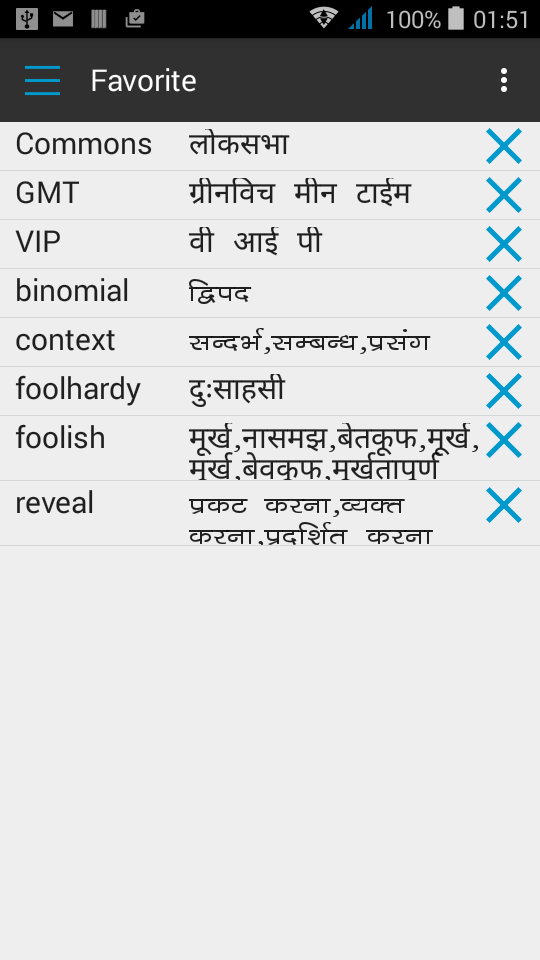 100% 01:51
Favorite
Commons लोकसभा
GMT ग्रीनविच मीन टाईम
VIP वी आई पी
binomial द्विपद
context सन्दर्भ,सम्बन्ध,प्रसंग
foolhardy दुःसाहसी
foolish मूर्ख,नासमझ,बेतकूफ,मूर्ख,
मूर्ख,बेवकूफ,मूर्खतापूर्ण
reveal प्रकट करना,व्यक्त
करना,प्रदर्शित करना